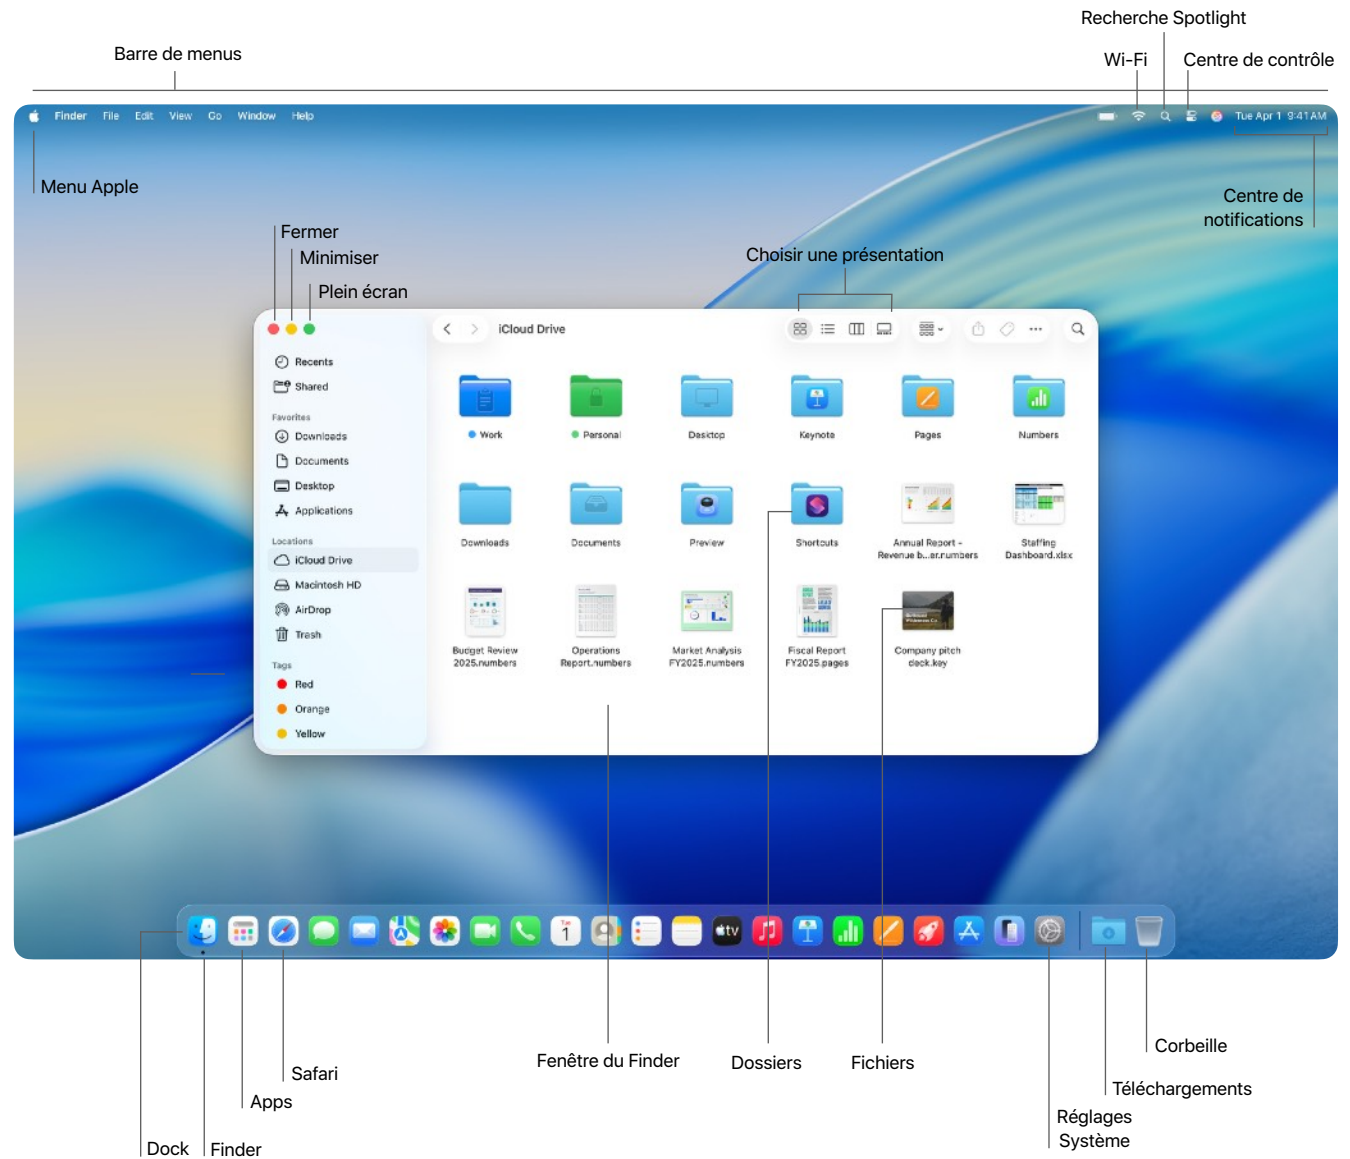 Recherche Spotlight
Barre de menus
Wi-Fi
Centre de contrôle
Finder File Edit View Go Window Help
Tue Apr 1 9:41 AM
Menu Apple
Centre de
notifications
Fermer
Minimiser
Plein écran
Choisir une présentation
iCloud Drive
Recents
Shared
Favorites
Downloads
Documents
Desktop
Applications
Locations
iCloud Drive
Macintosh HD
AirDrop
Trash
Tags
Red
Orange
Yellow
Work
Personal
Desktop
Keynote
Pages
Numbers
Downloads
Documents
Preview
Shortcuts
Annual Report -
Revenue b...er.numbers
Staffing
Dashboard.xlsx
Budget Review
2025.numbers
Operations
Report.numbers
Market Analysis
FY2025.numbers
Fiscal Report
FY2025.pages
Company pitch
deck.key
Tue
1
tv
Fenêtre du Finder
Dossiers
Fichiers
Corbeille
Safari
Téléchargements
Apps
Réglages
Système
Dock
Finder